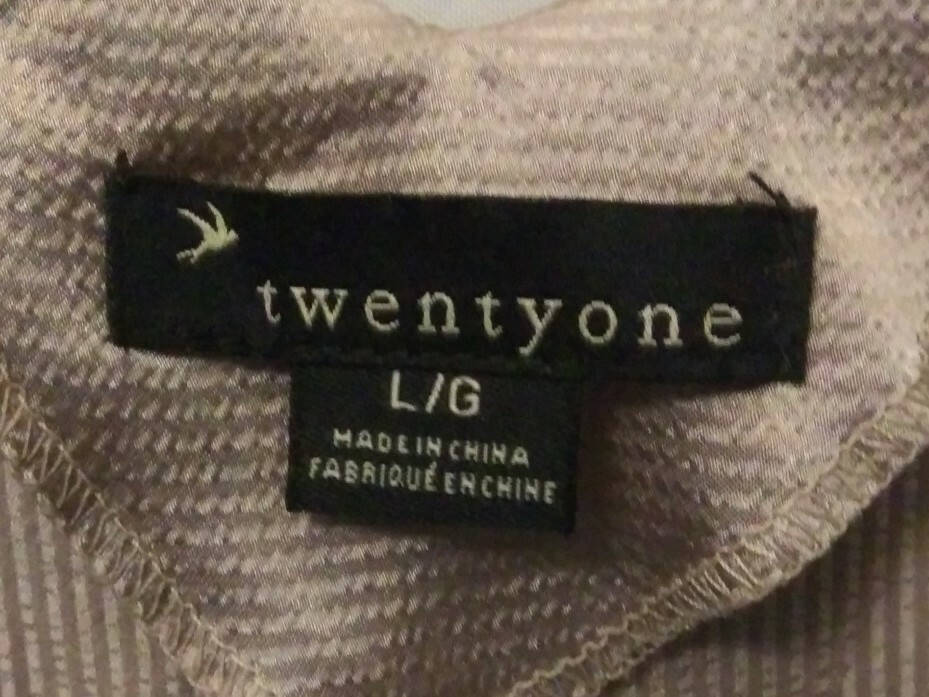 twentyone
L/G
MADE IN CHINA
FABRIQUÉ EN CHINE